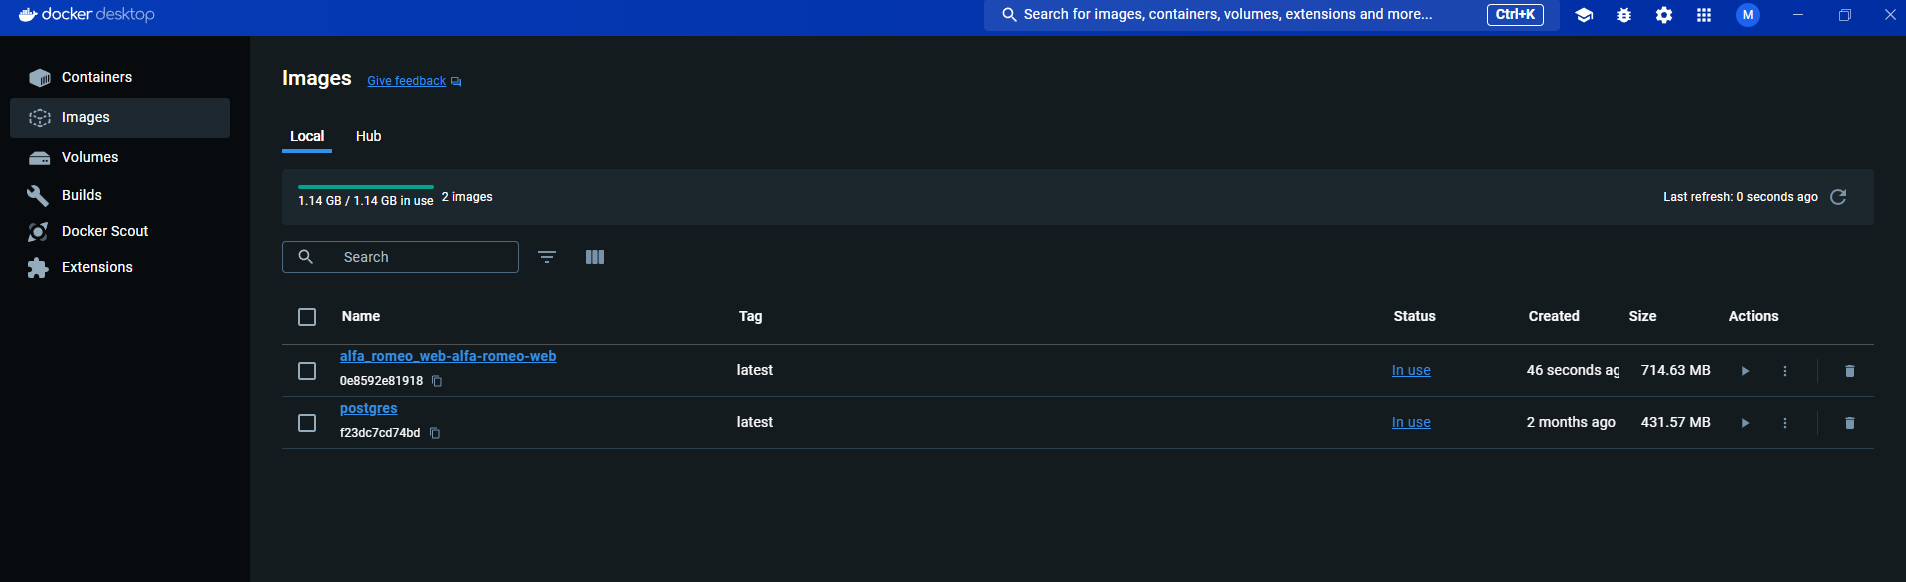 docker desktop
Search for images, containers, volumes, extensions and more...
Ctrl+K
M
Containers
Images
Volumes
Builds
Docker Scout
Extensions
Images Give feedback
Local Hub
1.14 GB / 1.14 GB in use 2 images
Last refresh: 0 seconds ago
Search
Name Tag Status Created Size Actions
alfa_romeo_web-alfa-romeo-web
0e8592e81918
latest In use 46 seconds ag 714.63 MB
postgres
f23dc7cd74bd
latest In use 2 months ago 431.57 MB